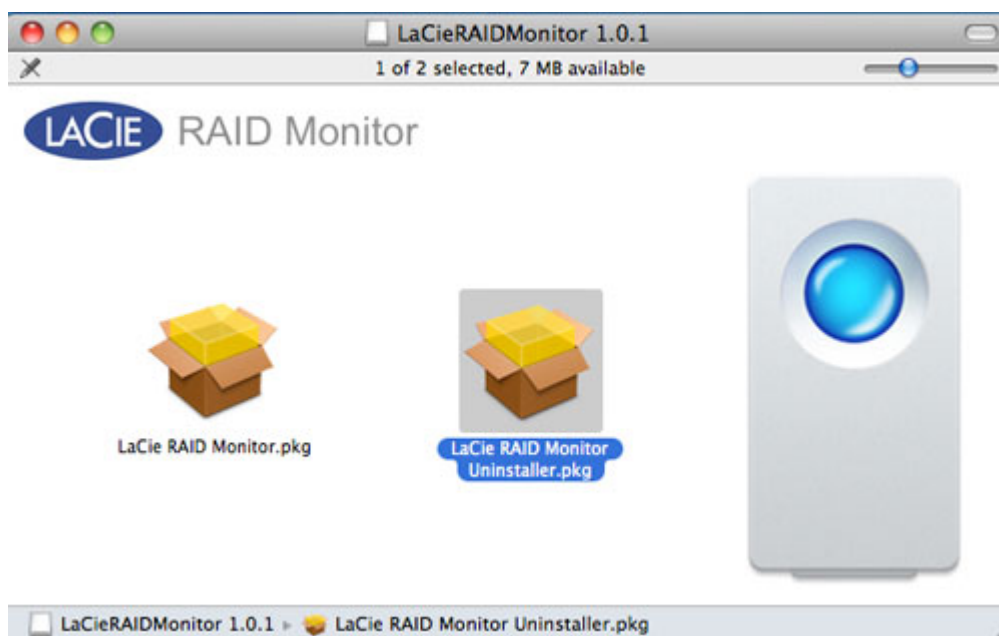 LaCieRAIDMonitor 1.0.1
1 of 2 selected, 7 MB available
LACIE RAID Monitor
LaCie RAID Monitor.pkg
LaCie RAID Monitor
Uninstaller.pkg
LaCieRAIDMonitor 1.0.1 ▸ LaCie RAID Monitor Uninstaller.pkg